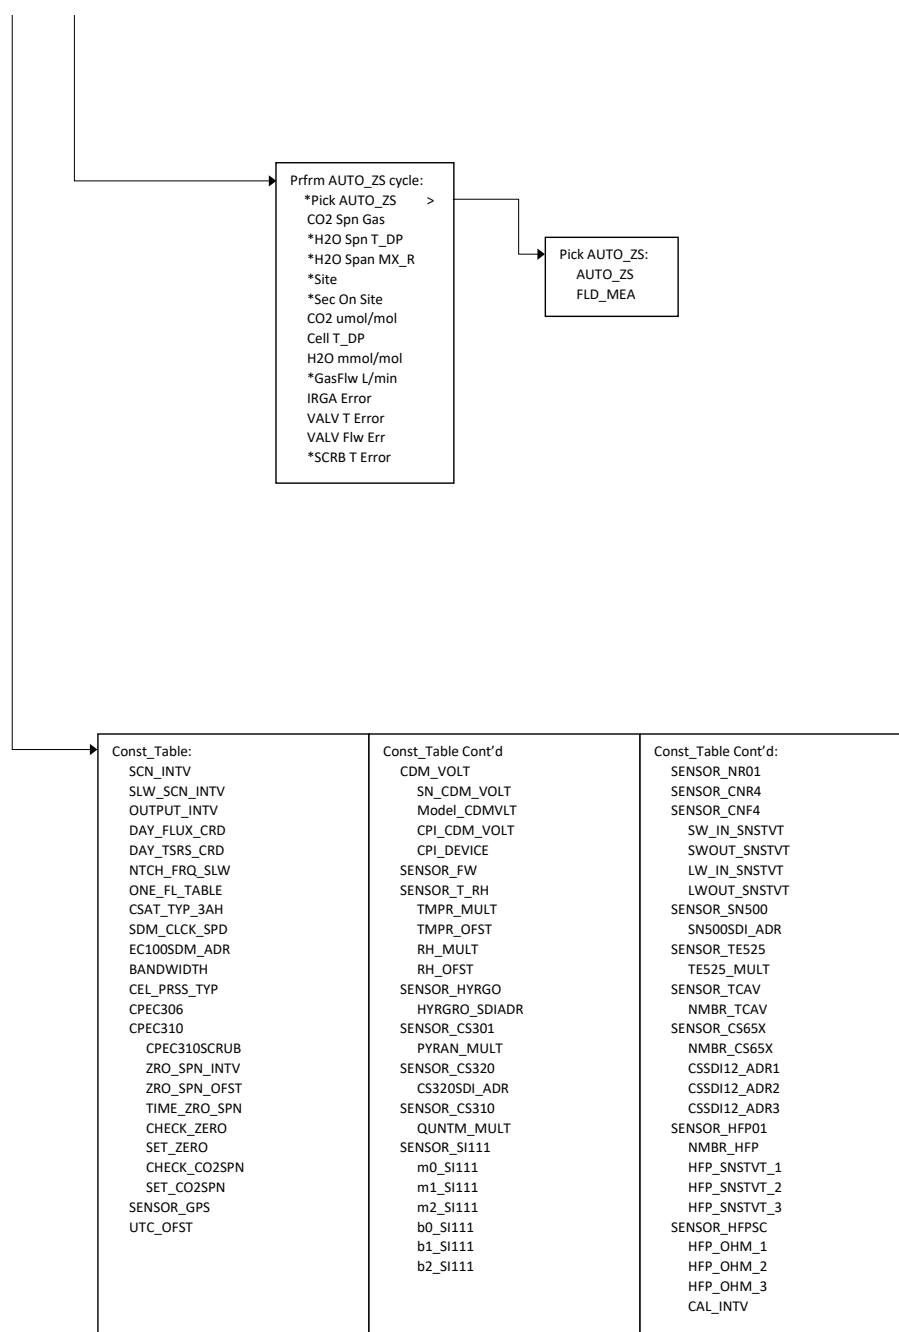 Prfrm AUTO_ZS cycle:
*Pick AUTO_ZS >
CO2 Spn Gas
*H2O Spn T_DP
*H2O Span MX_R
*Site
*Sec On Site
CO2 umol/mol
Cell T_DP
H2O mmol/mol
*GasFlw L/min
IRGA Error
VALV T Error
VALV Flw Err
*SCRB T Error
Pick AUTO_ZS:
AUTO_ZS
FLD_MEA
Const_Table:
SCN_INTV
SLW_SCN_INTV
OUTPUT_INTV
DAY_FLUX_CRD
DAY_TSRS_CRD
NTCH_FRQ_SLW
ONE_FL_TABLE
CSAT_TYP_3AH
SDM_CLCK_SPD
EC100SDM_ADR
BANDWIDTH
CEL_PRSS_TYP
CPEC306
CPEC310
CPEC310SCRUB
ZRO_SPN_INTV
ZRO_SPN_OFST
TIME_ZRO_SPN
CHECK_ZERO
SET_ZERO
CHECK_CO2SPN
SET_CO2SPN
SENSOR_GPS
UTC_OFST
Const_Table Cont’d
CDM_VOLT
SN_CDM_VOLT
Model_CDMVLT
CPI_CDM_VOLT
CPI_DEVICE
SENSOR_FW
SENSOR_T_RH
TMPR_MULT
TMPR_OFST
RH_MULT
RH_OFST
SENSOR_HYRGO
HYRGRO_SDIADR
SENSOR_CS301
PYRAN_MULT
SENSOR_CS320
CS320SDI_ADR
SENSOR_CS310
QUNTM_MULT
SENSOR_SI111
m0_SI111
m1_SI111
m2_SI111
b0_SI111
b1_SI111
b2_SI111
Const_Table Cont’d:
SENSOR_NR01
SENSOR_CNR4
SENSOR_CNF4
SW_IN_SNSTVT
SWOUT_SNSTVT
LW_IN_SNSTVT
LWOUT_SNSTVT
SENSOR_SN500
SN500SDI_ADR
SENSOR_TE525
TE525_MULT
SENSOR_TCAV
NMBR_TCAV
SENSOR_CS65X
NMBR_CS65X
CSSDI12_ADR1
CSSDI12_ADR2
CSSDI12_ADR3
SENSOR_HFP01
NMBR_HFP
HFP_SNSTVT_1
HFP_SNSTVT_2
HFP_SNSTVT_3
SENSOR_HFPSC
HFP_OHM_1
HFP_OHM_2
HFP_OHM_3
CAL_INTV